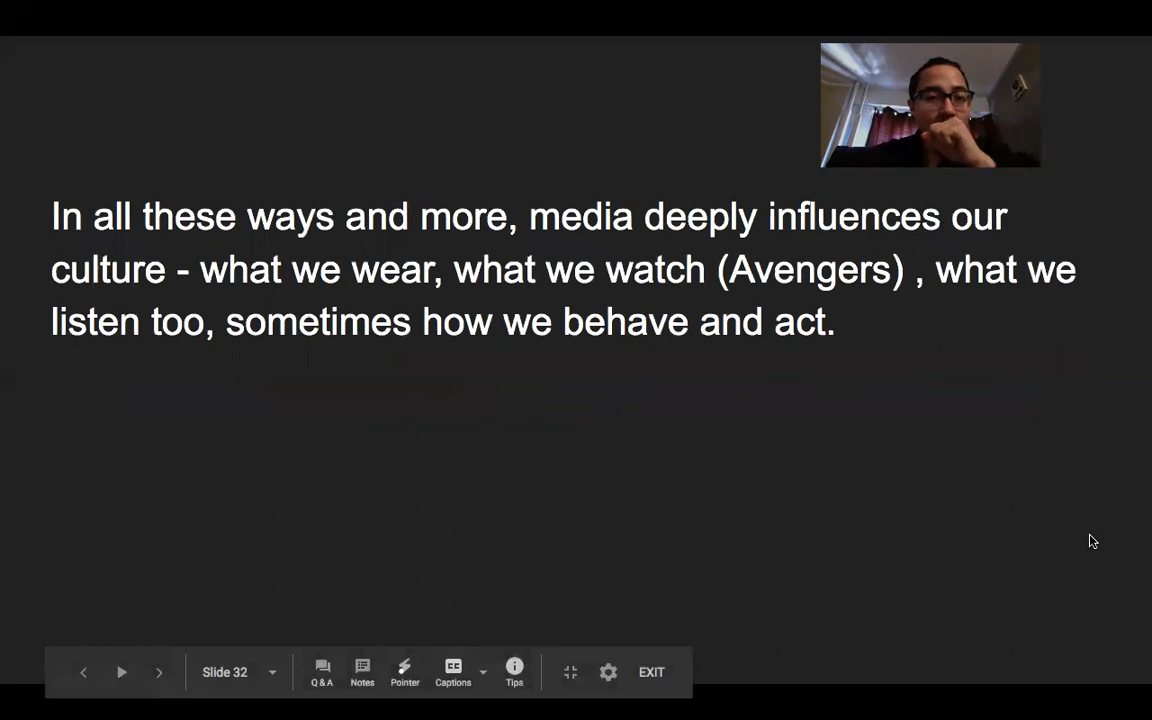 In all these ways and more, media deeply influences our
culture - what we wear, what we watch (Avengers) , what we
listen too, sometimes how we behave and act.
Slide 32
Q & A
Notes
Pointer
Captions
Tips
EXIT